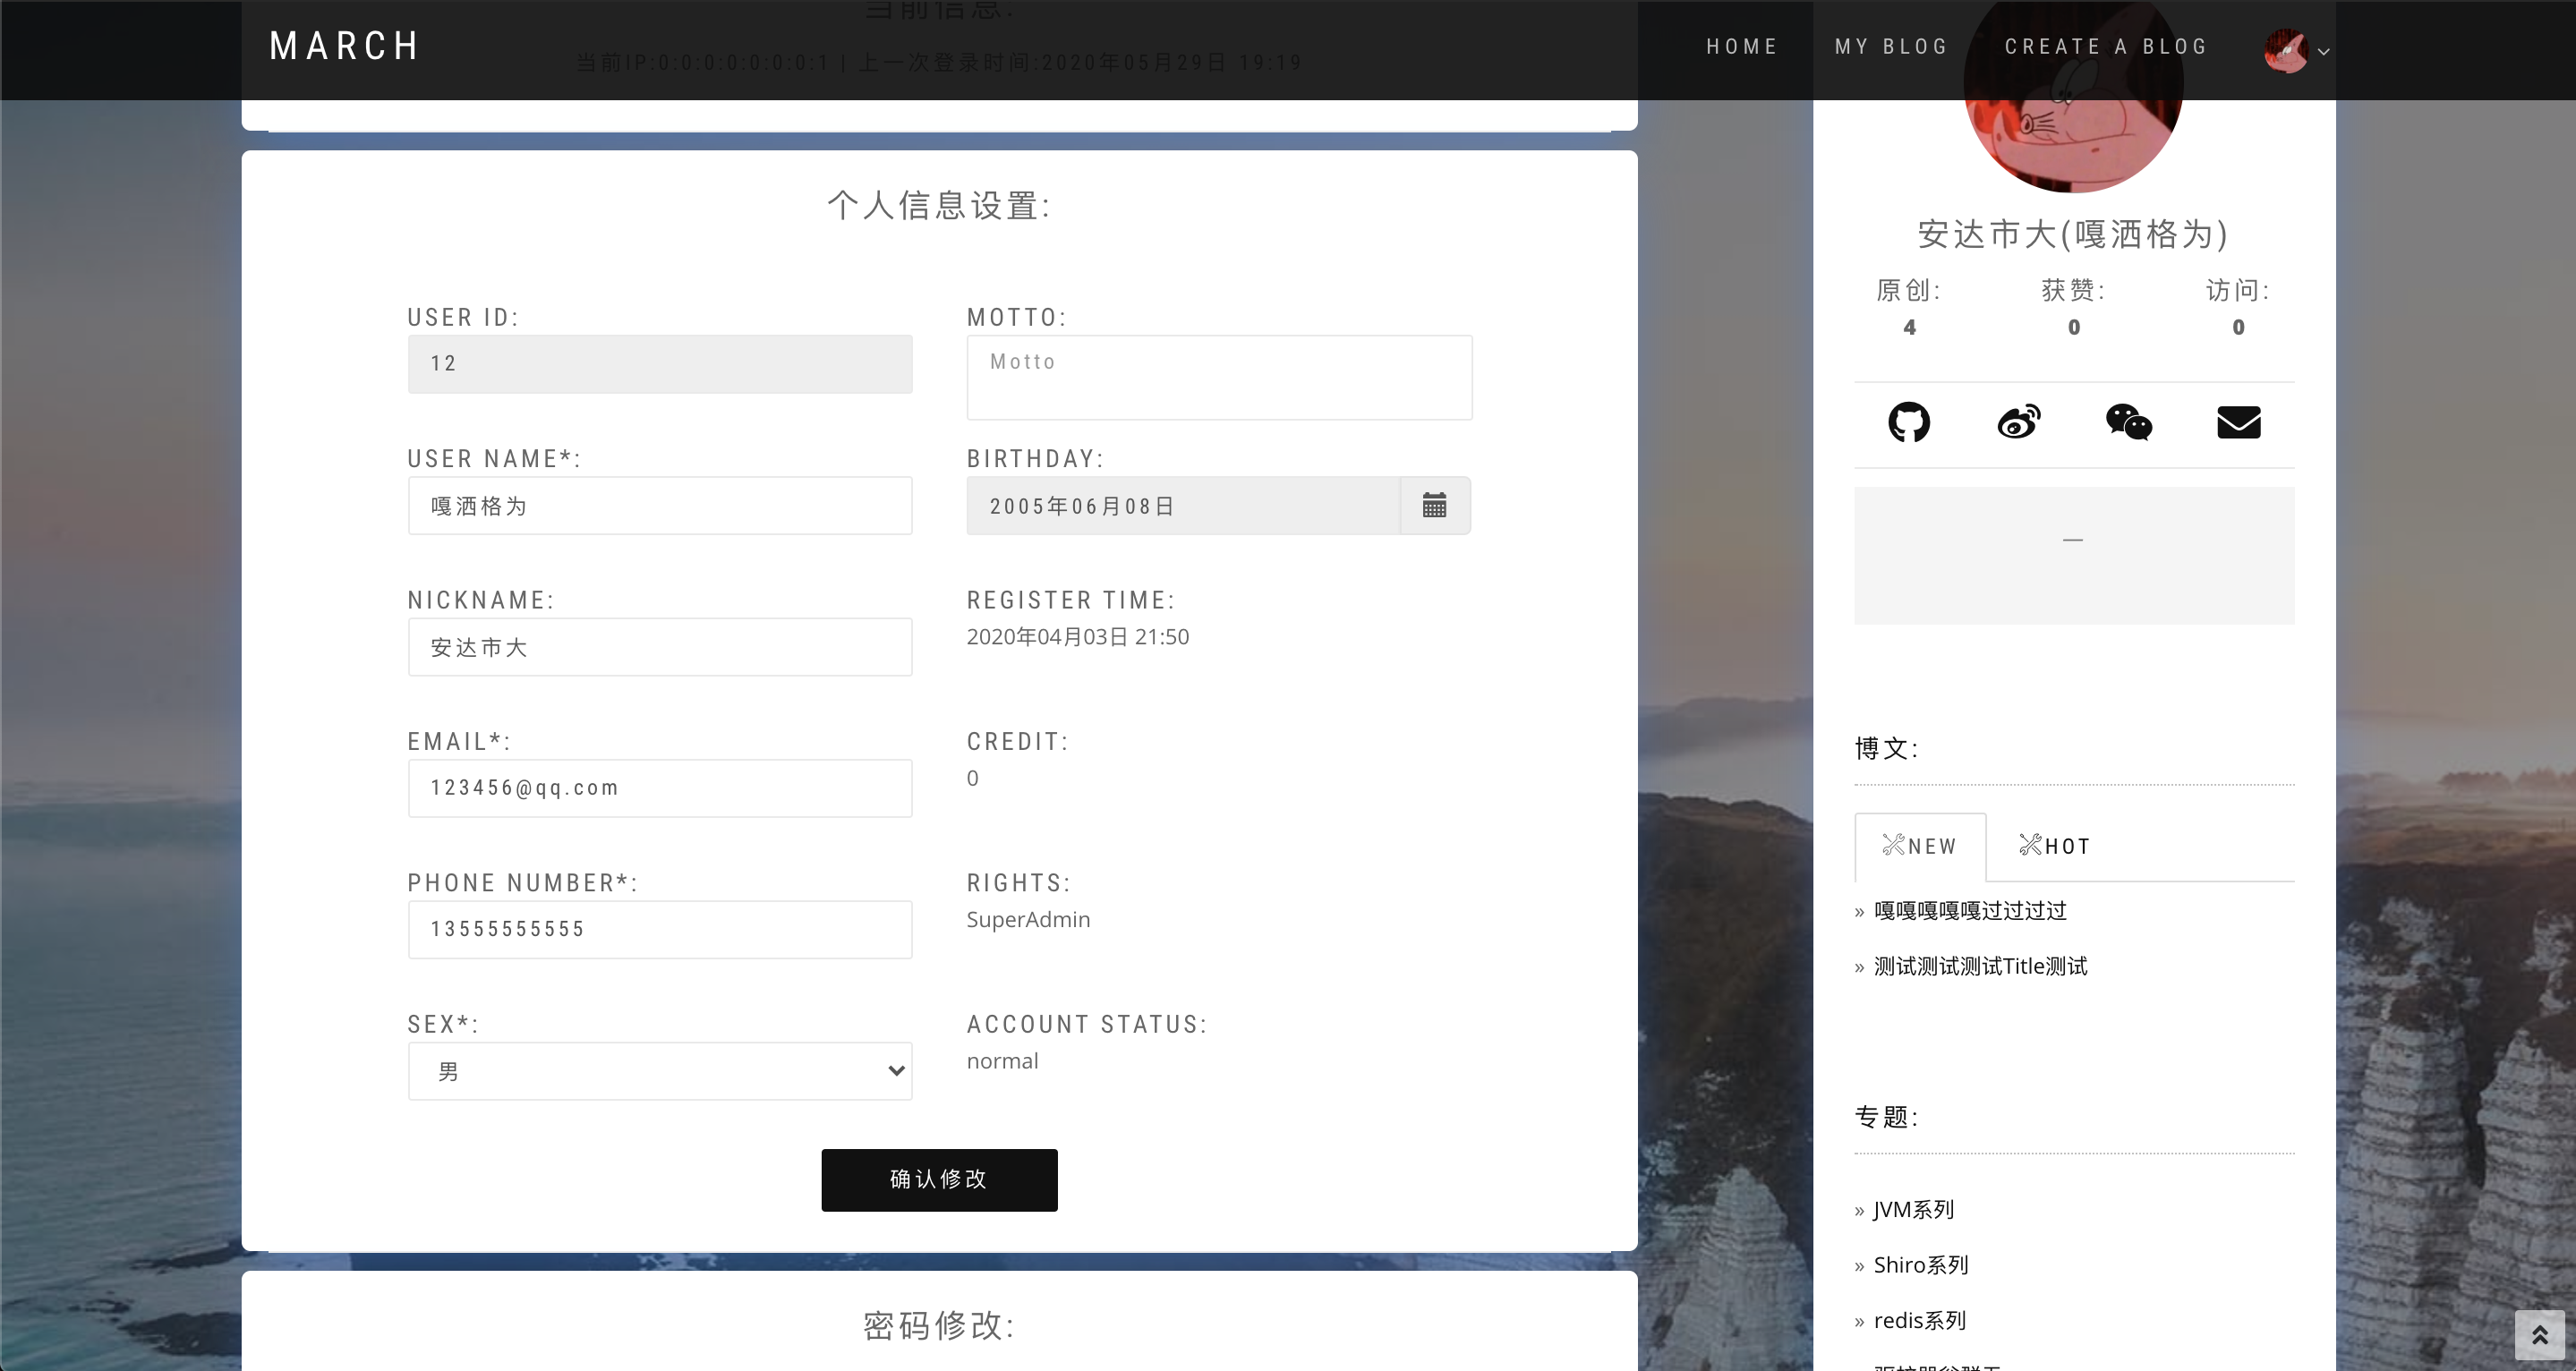 MARCH
HOME
MY BLOG
CREATE A BLOG
当前信息:
当前IP:0:0:0:0:0:0:0:1 | 上一次登录时间:2020年05月29日 19:19
个人信息设置:
USER ID:
12
MOTTO:
Motto
USER NAME*:
嘎洒格为
BIRTHDAY:
2005年06月08日
NICKNAME:
安达市大
REGISTER TIME:
2020年04月03日 21:50
EMAIL*:
123456@qq.com
CREDIT:
0
PHONE NUMBER*:
13555555555
RIGHTS:
SuperAdmin
SEX*:
男
ACCOUNT STATUS:
normal
确认修改
密码修改:
安达市大(嘎洒格为)
原创: 获赞: 访问:
4 0 0
—
博文:
NEW HOT
» 嘎嘎嘎嘎嘎过过过过
» 测试测试测试Title测试
专题:
» JVM系列
» Shiro系列
» redis系列